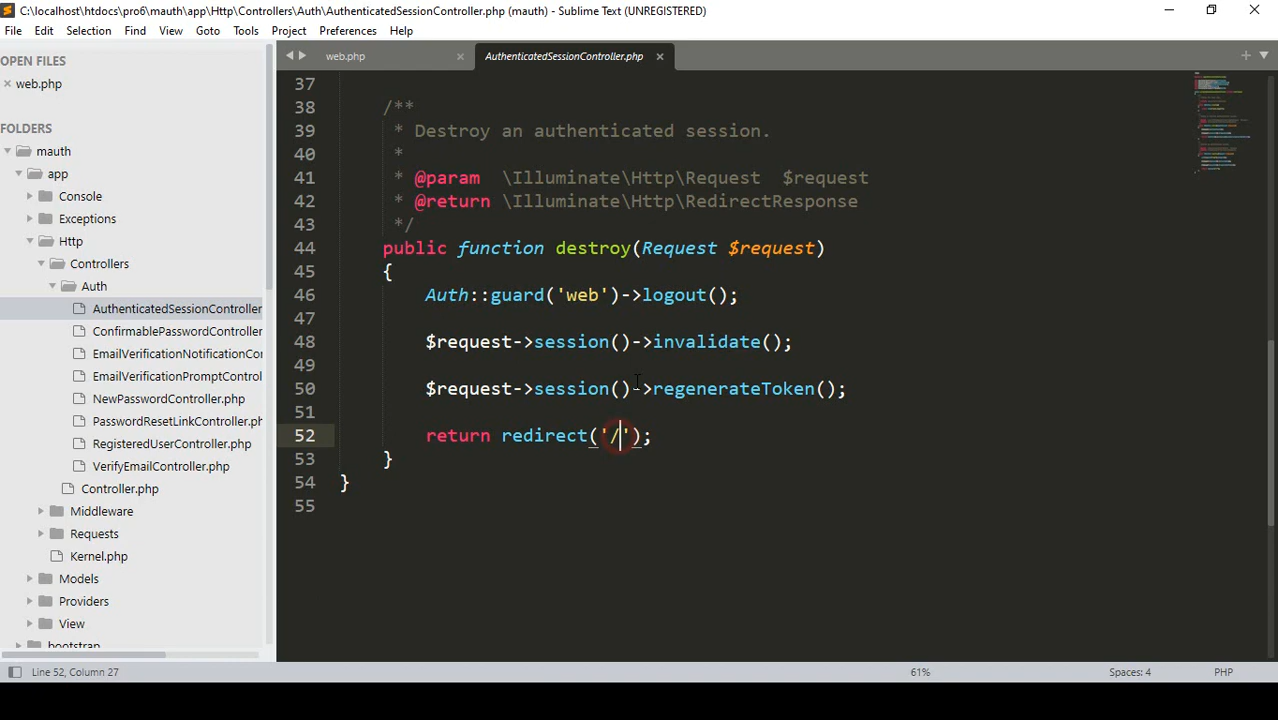 C:\localhost\htdocs\pro6\mauth\app\Http\Controllers\Auth\AuthenticatedSessionController.php (mauth) - Sublime Text (UNREGISTERED)
File Edit Selection Find View Goto Tools Project Preferences Help
OPEN FILES
web.php
FOLDERS
mauth
app
Console
Exceptions
Http
Controllers
Auth
AuthenticatedSessionController
ConfirmablePasswordController
EmailVerificationNotificationCo
EmailVerificationPromptControl
NewPasswordController.php
PasswordResetLinkController.ph
RegisteredUserController.php
VerifyEmailController.php
Controller.php
Middleware
Requests
Kernel.php
Models
Providers
View
bootstrap
web.php
AuthenticatedSessionController.php
37
38 /**
39 * Destroy an authenticated session.
40 *
41 * @param \Illuminate\Http\Request $request
42 * @return \Illuminate\Http\RedirectResponse
43 */
44 public function destroy(Request $request)
45 {
46 Auth::guard('web')->logout();
47
48 $request->session()->invalidate();
49
50 $request->session()->regenerateToken();
51
52 return redirect('/');
53 }
54 }
55
Line 52, Column 27
61%
Spaces: 4
PHP